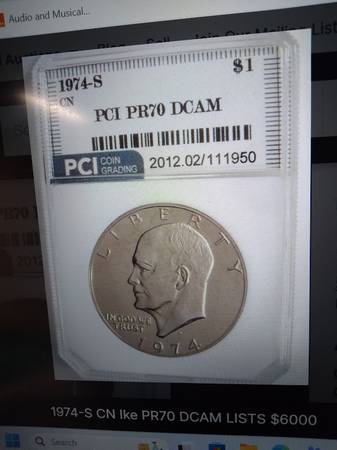 Audio and Musical...
1974-S
$1
CN
PCI PR70 DCAM
PCI COIN GRADING
2012.02/111950
LIBERTY
IN GOD WE
TRUST
1974
1974-S CN Ike PR70 DCAM LISTS $6000
Search